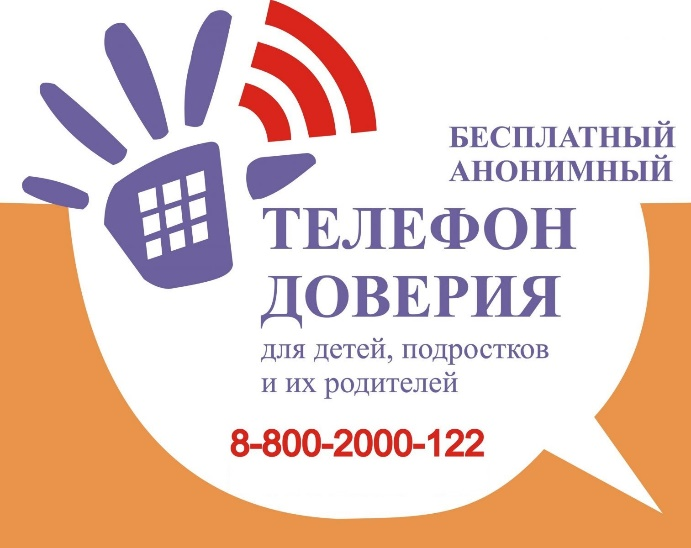 БЕСПЛАТНЫЙ
АНОНИМНЫЙ
ТЕЛЕФОН
ДОВЕРИЯ
для детей, подростков
и их родителей
8-800-2000-122